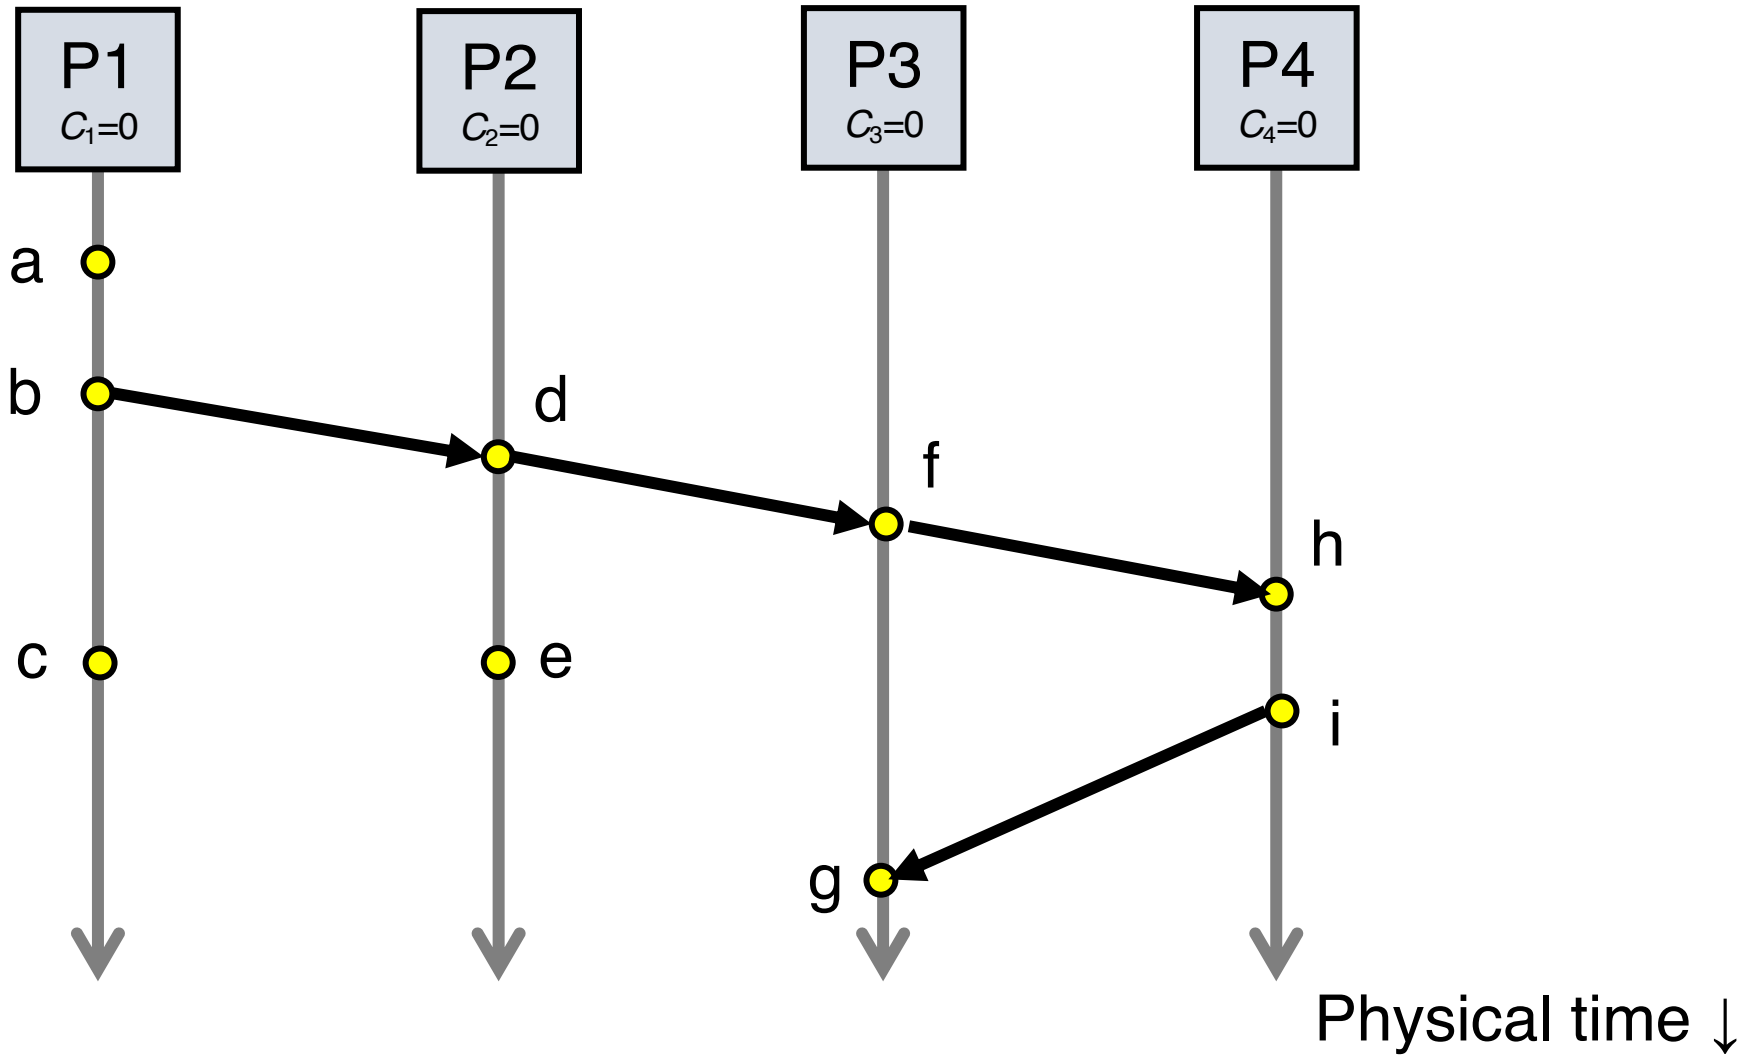 P1
C₁=0
P2
C₂=0
P3
C₃=0
P4
C₄=0
a
b
d
f
h
c
e
i
g
Physical time ↓